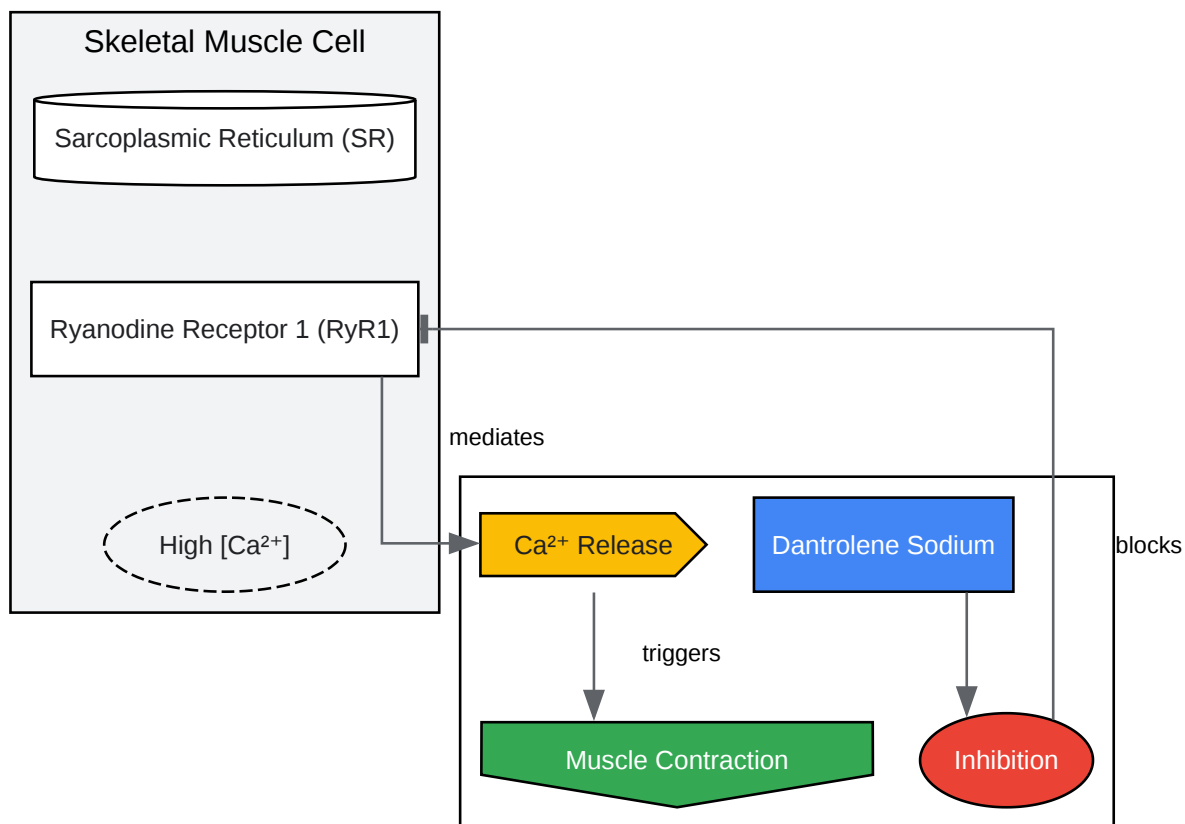 Skeletal Muscle Cell
Sarcoplasmic Reticulum (SR)
Ryanodine Receptor 1 (RyR1)
mediates
High [Ca²⁺]
Ca²⁺ Release
Dantrolene Sodium
blocks
triggers
Muscle Contraction
Inhibition